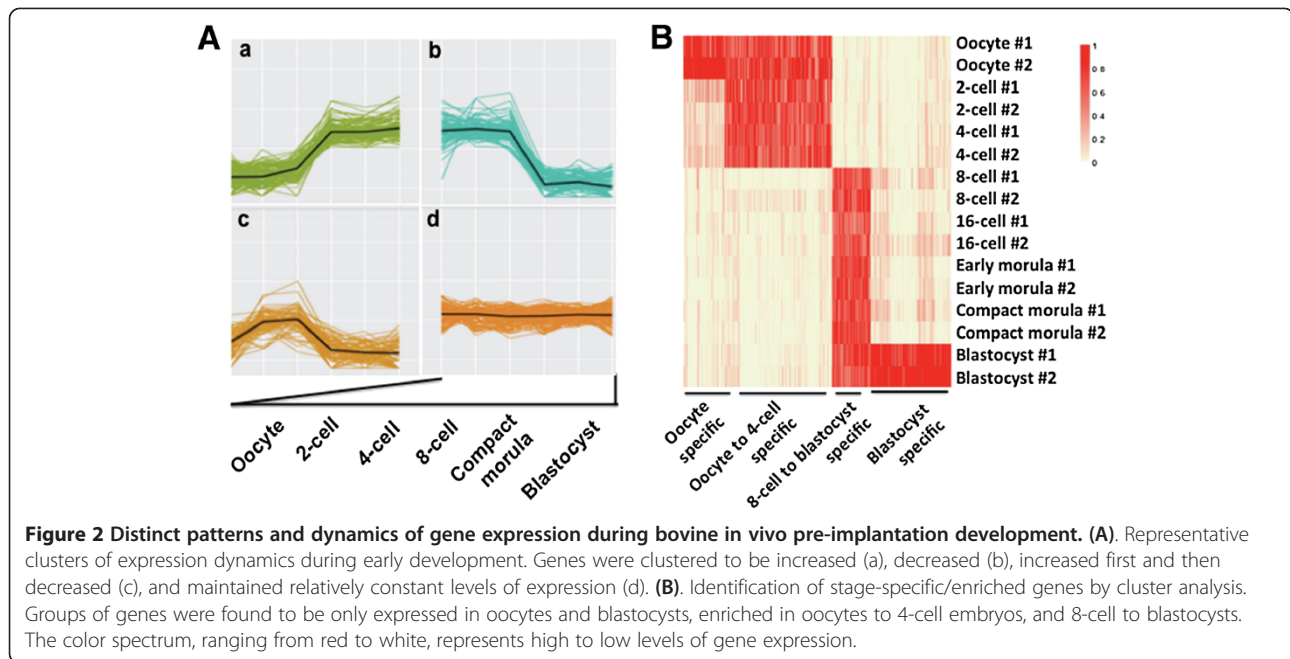 A
a
b
c
d
Oocyte
2-cell
4-cell
8-cell
Compact
morula
Blastocyst
B
Oocyte #1
Oocyte #2
2-cell #1
2-cell #2
4-cell #1
4-cell #2
8-cell #1
8-cell #2
16-cell #1
16-cell #2
Early morula #1
Early morula #2
Compact morula #1
Compact morula #2
Blastocyst #1
Blastocyst #2
1
0 8
0 6
0 4
0 2
0
Oocyte
specific
Oocyte to 4-cell
specific
8-cell to blastocyst
specific
Blastocyst
specific
Figure 2 Distinct patterns and dynamics of gene expression during bovine in vivo pre-implantation development. (A). Representative
clusters of expression dynamics during early development. Genes were clustered to be increased (a), decreased (b), increased first and then
decreased (c), and maintained relatively constant levels of expression (d). (B). Identification of stage-specific/enriched genes by cluster analysis.
Groups of genes were found to be only expressed in oocytes and blastocysts, enriched in oocytes to 4-cell embryos, and 8-cell to blastocysts.
The color spectrum, ranging from red to white, represents high to low levels of gene expression.